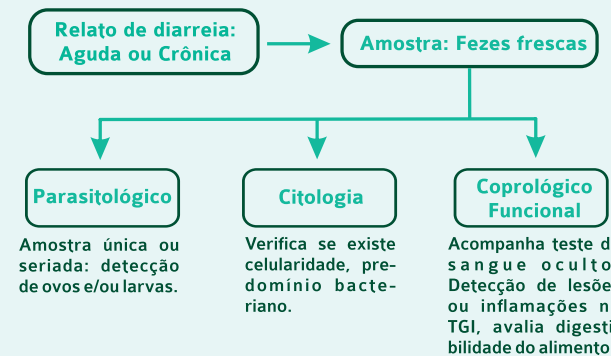 Relato de diarreia:
Aguda ou Crônica
Amostra: Fezes frescas
Parasitológico
Amostra única ou
seriada: detecção
de ovos e/ou larvas.
Citologia
Verifica se existe
celularidade, pre-
domínio bacte-
riano.
Coprológico
Funcional
Acompanha teste d
sangue oculto
Detecção de lesõe
ou inflamações n
TGI, avalia digesti
bilidade do alimento